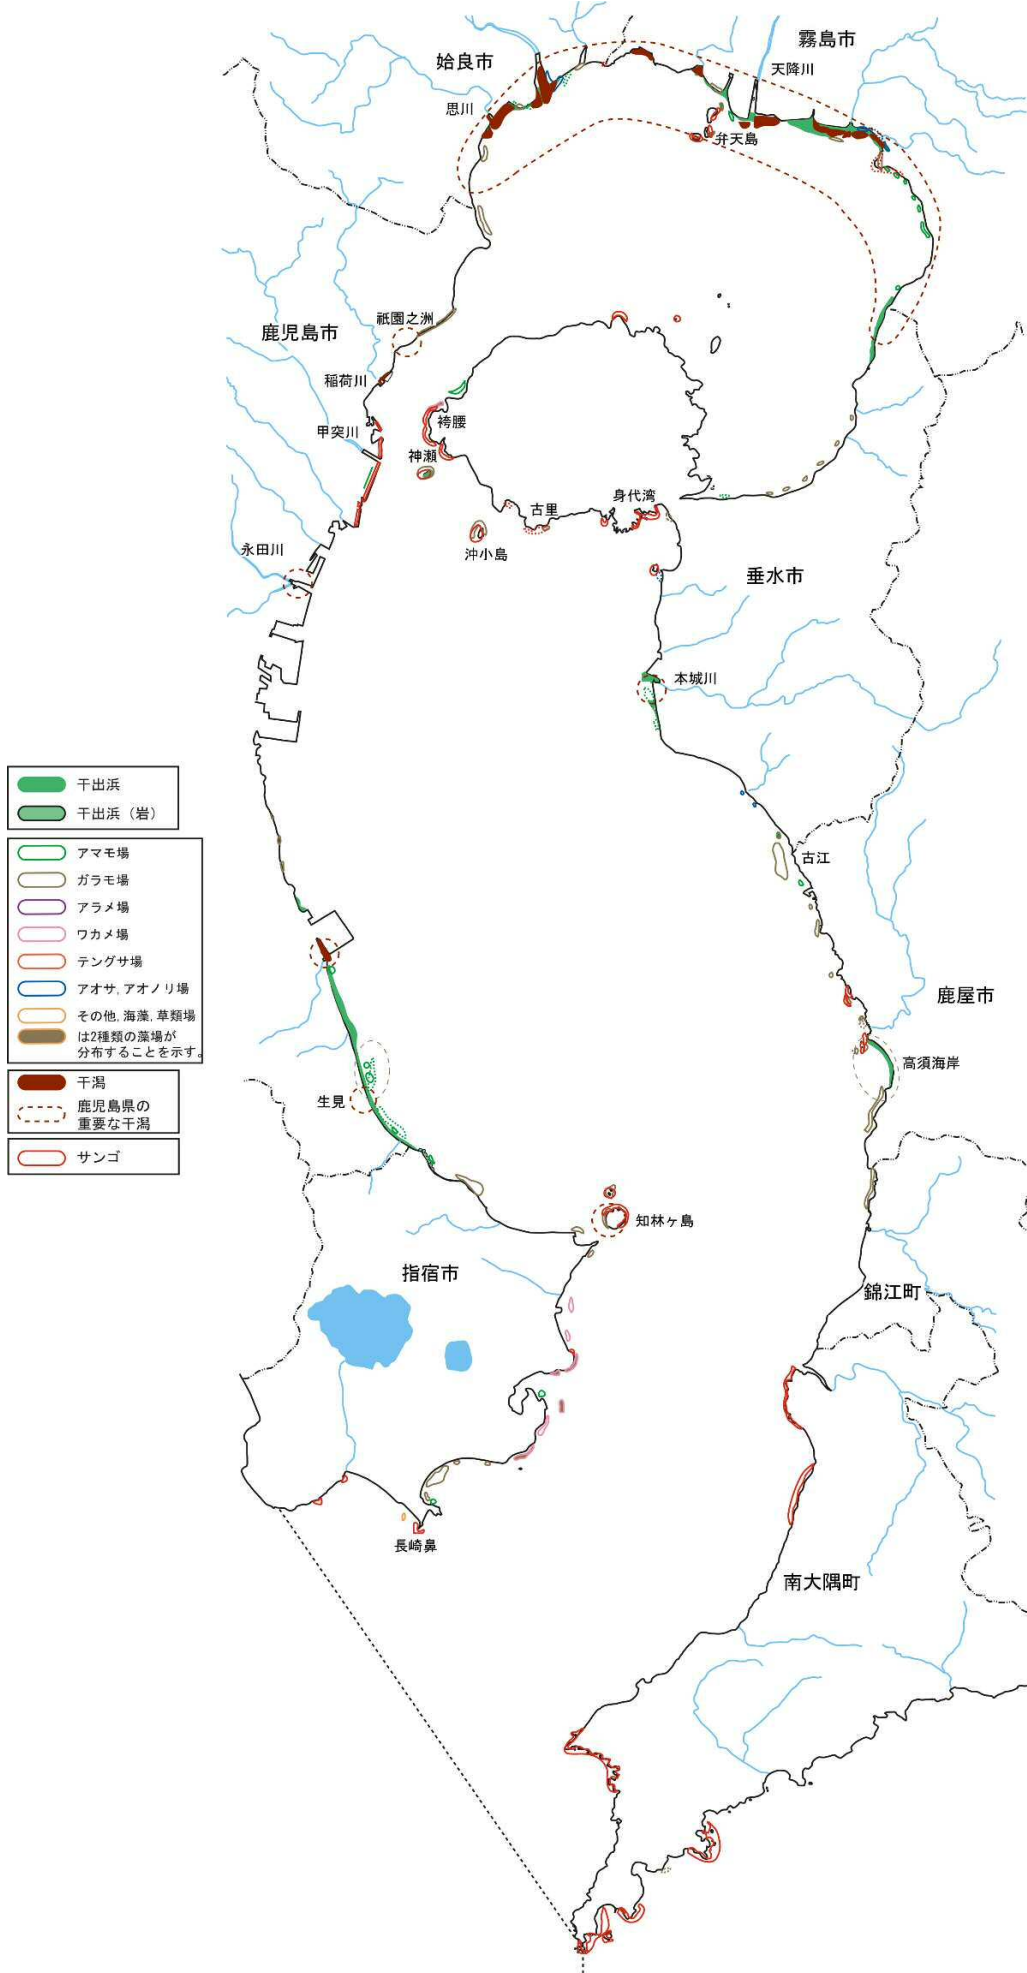 霧島市
姶良市
天降川
思川
弁天島
祇園之洲
鹿児島市
稲荷川
袴腰
甲突川
神瀬
身代湾
古里
永田川
沖小島
垂水市
本城川
干出浜
干出浜（岩）
アマモ場
ガラモ場
アラメ場
ワカメ場
テングサ場
アオサ, アオノリ場
その他, 海藻, 草類場
は2種類の藻場が
分布することを示す。
干潟
鹿児島県の
重要な干潟
サンゴ
古江
鹿屋市
高須海岸
生見
知林ヶ島
指宿市
錦江町
長崎鼻
南大隅町